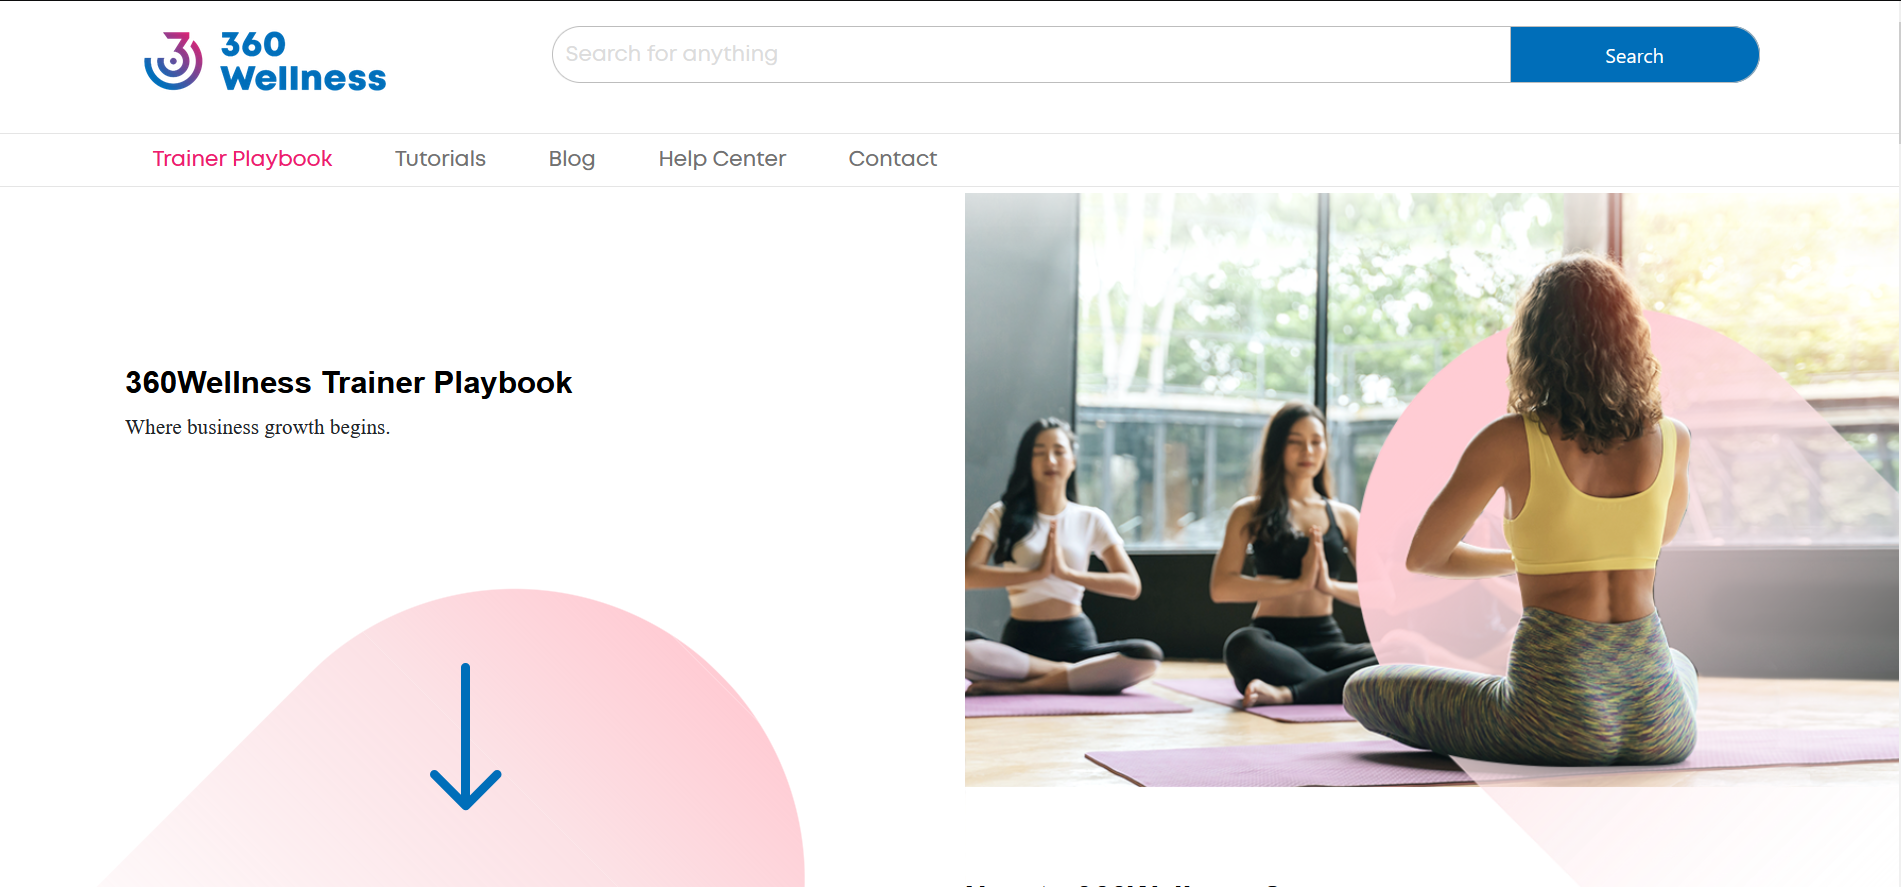 360
Wellness
Search for anything
Search
Trainer Playbook
Tutorials
Blog
Help Center
Contact
360Wellness Trainer Playbook
Where business growth begins.